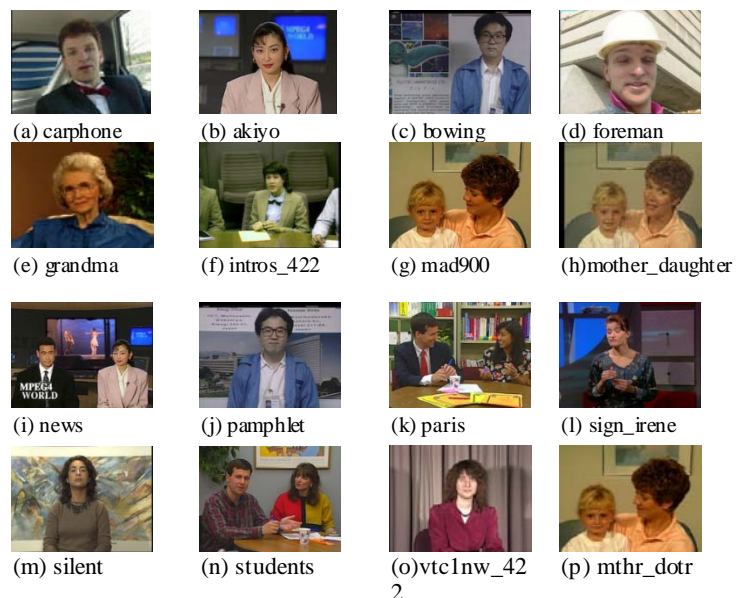 MPEG4
WORLD
(a) carphone
(b) akiyo
(c) bowing
(d) foreman
(e) grandma
(f) intros_422
(g) mad900
(h)mother_daughter
MPEG4
WORLD
(i) news
(j) pamphlet
(k) paris
(l) sign_irene
(m) silent
(n) students
(o)vtc1nw_42
2
(p) mthr_dotr